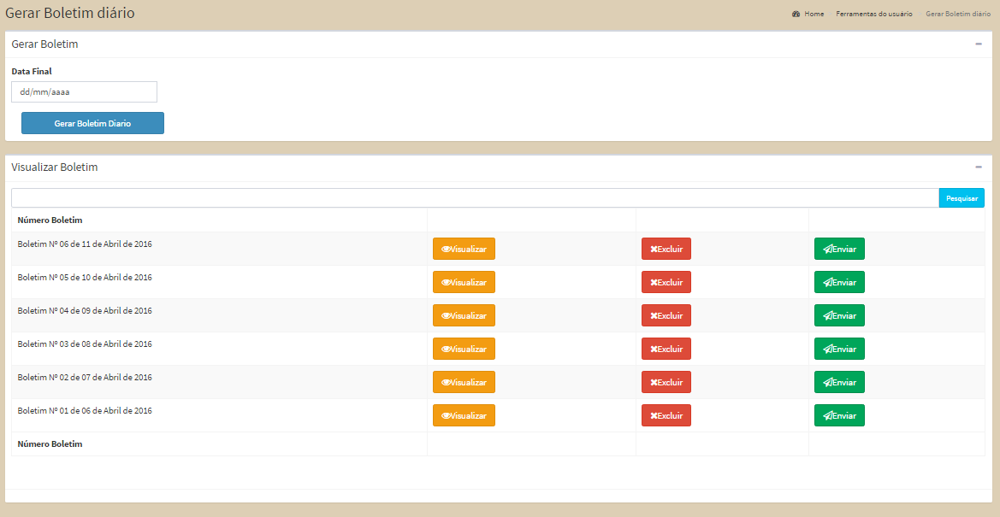 Gerar Boletim diário
Home Ferramentas do usuário Gerar Boletim diário
Gerar Boletim
Data Final
dd/mm/aaaa
Gerar Boletim Diario
Visualizar Boletim
Pesquisar
Número Boletim
Boletim Nº 06 de 11 de Abril de 2016 Visualizar Excluir Enviar
Boletim Nº 05 de 10 de Abril de 2016 Visualizar Excluir Enviar
Boletim Nº 04 de 09 de Abril de 2016 Visualizar Excluir Enviar
Boletim Nº 03 de 08 de Abril de 2016 Visualizar Excluir Enviar
Boletim Nº 02 de 07 de Abril de 2016 Visualizar Excluir Enviar
Boletim Nº 01 de 06 de Abril de 2016 Visualizar Excluir Enviar
Número Boletim